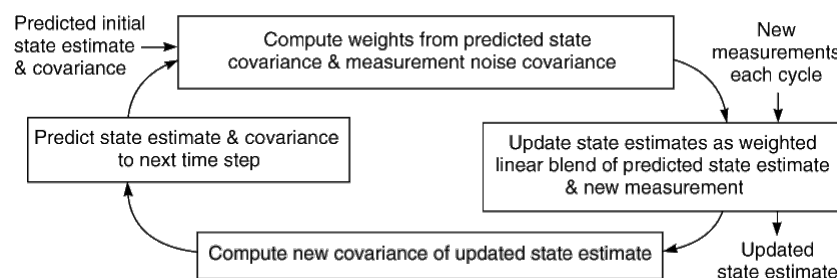 Predicted initial
state estimate
& covariance
Compute weights from predicted state
covariance & measurement noise covariance
New
measurements
each cycle
Predict state estimate & covariance
to next time step
Update state estimates as weighted
linear blend of predicted state estimate
& new measurement
Compute new covariance of updated state estimate
Updated
state estimate